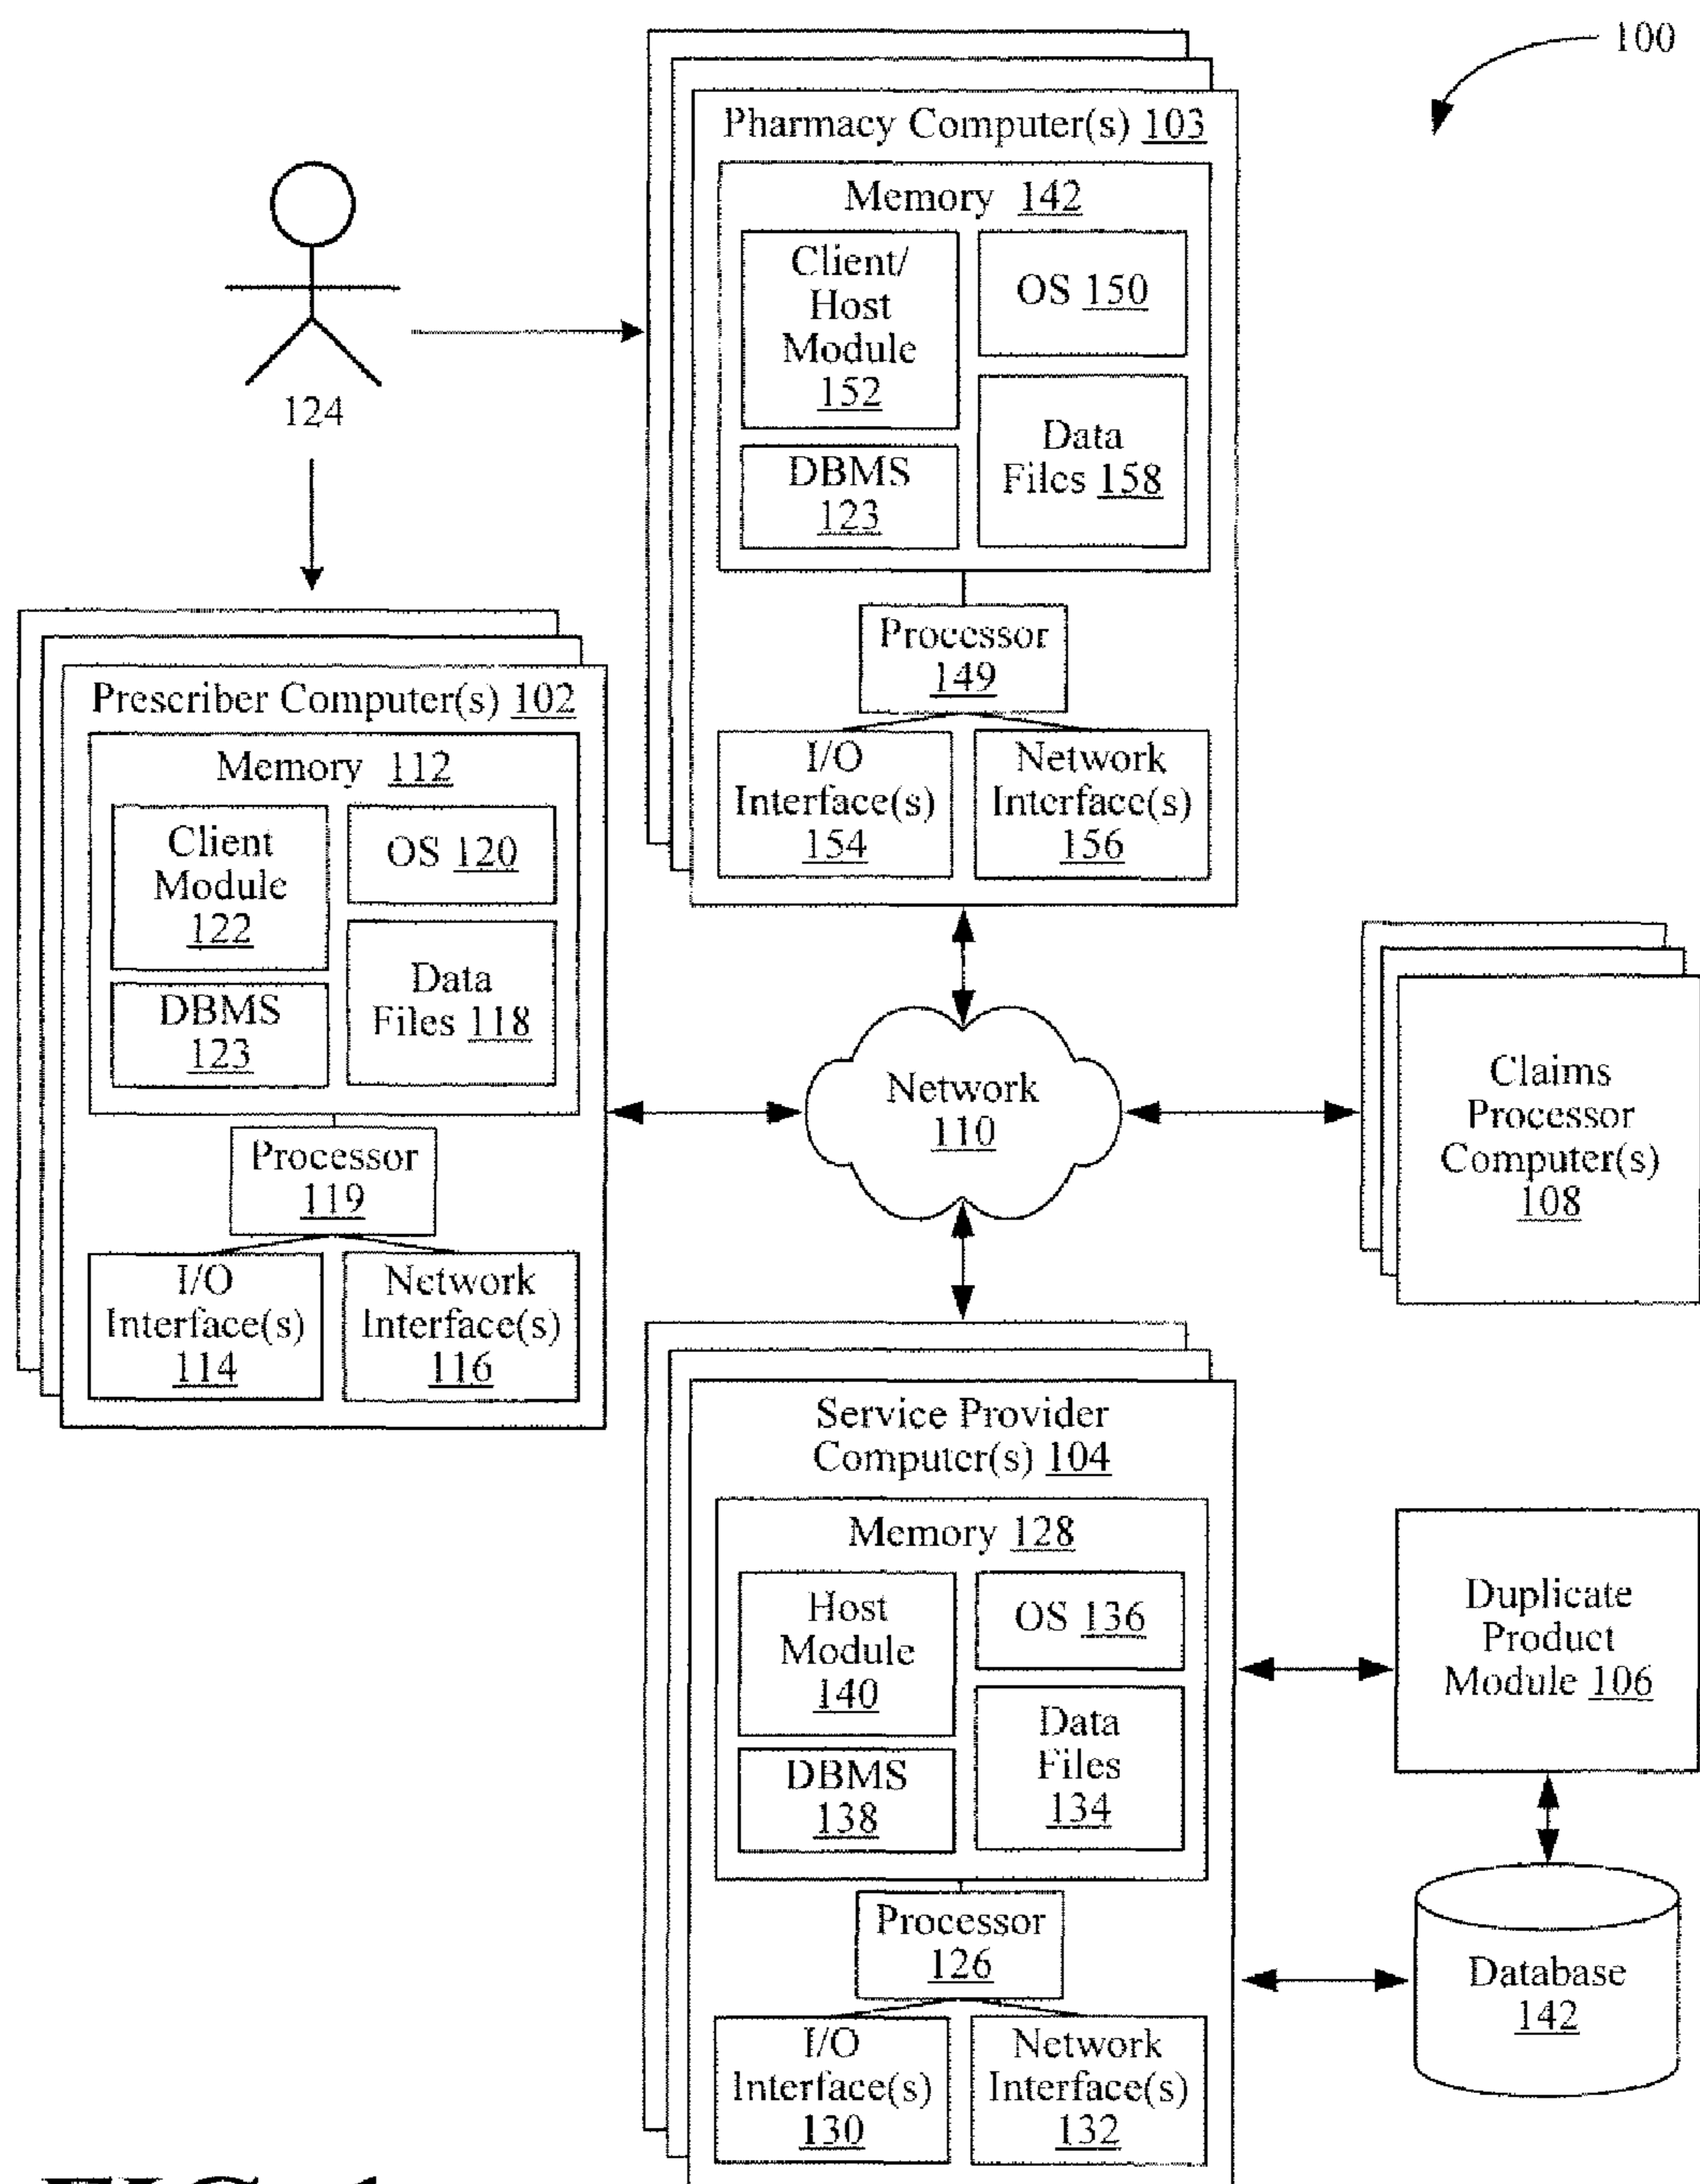 100
Pharmacy Computer(s) 103
Memory 142
Client/
Host
Module
152
OS 150
DBMS
123
Data
Files 158
Processor
149
I/O
Interface(s)
154
Network
Interface(s)
156
124
Prescriber Computer(s) 102
Memory 112
Client
Module
122
OS 120
DBMS
123
Data
Files 118
Processor
119
I/O
Interface(s)
114
Network
Interface(s)
116
Network
110
Claims
Processor
Computer(s)
108
Service Provider
Computer(s) 104
Memory 128
Host
Module
140
OS 136
DBMS
138
Data
Files
134
Processor
126
I/O
Interface(s)
130
Network
Interface(s)
132
Duplicate
Product
Module 106
Database
142